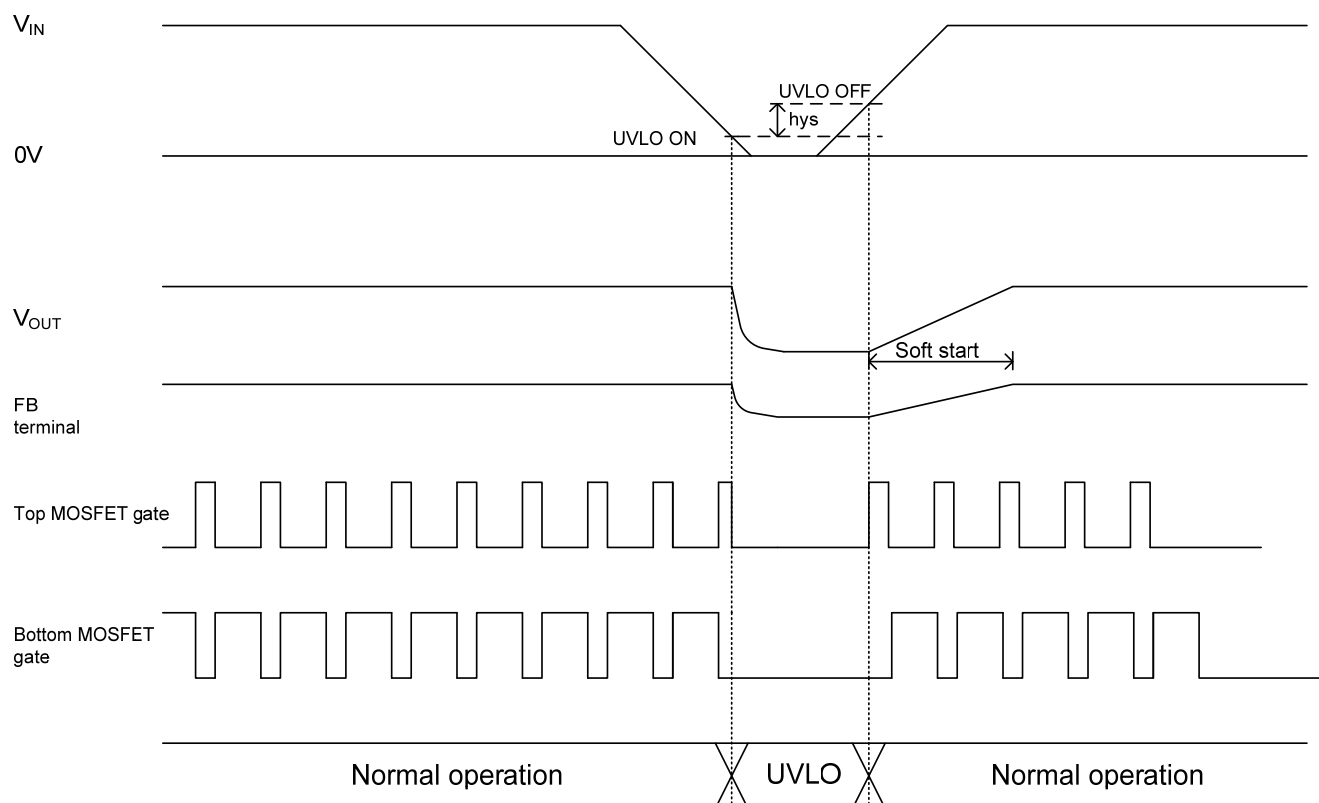 VIN
UVLO OFF
hys
UVLO ON
0V
VOUT
Soft start
FB
terminal
Top MOSFET gate
Bottom MOSFET
gate
Normal operation
UVLO
Normal operation